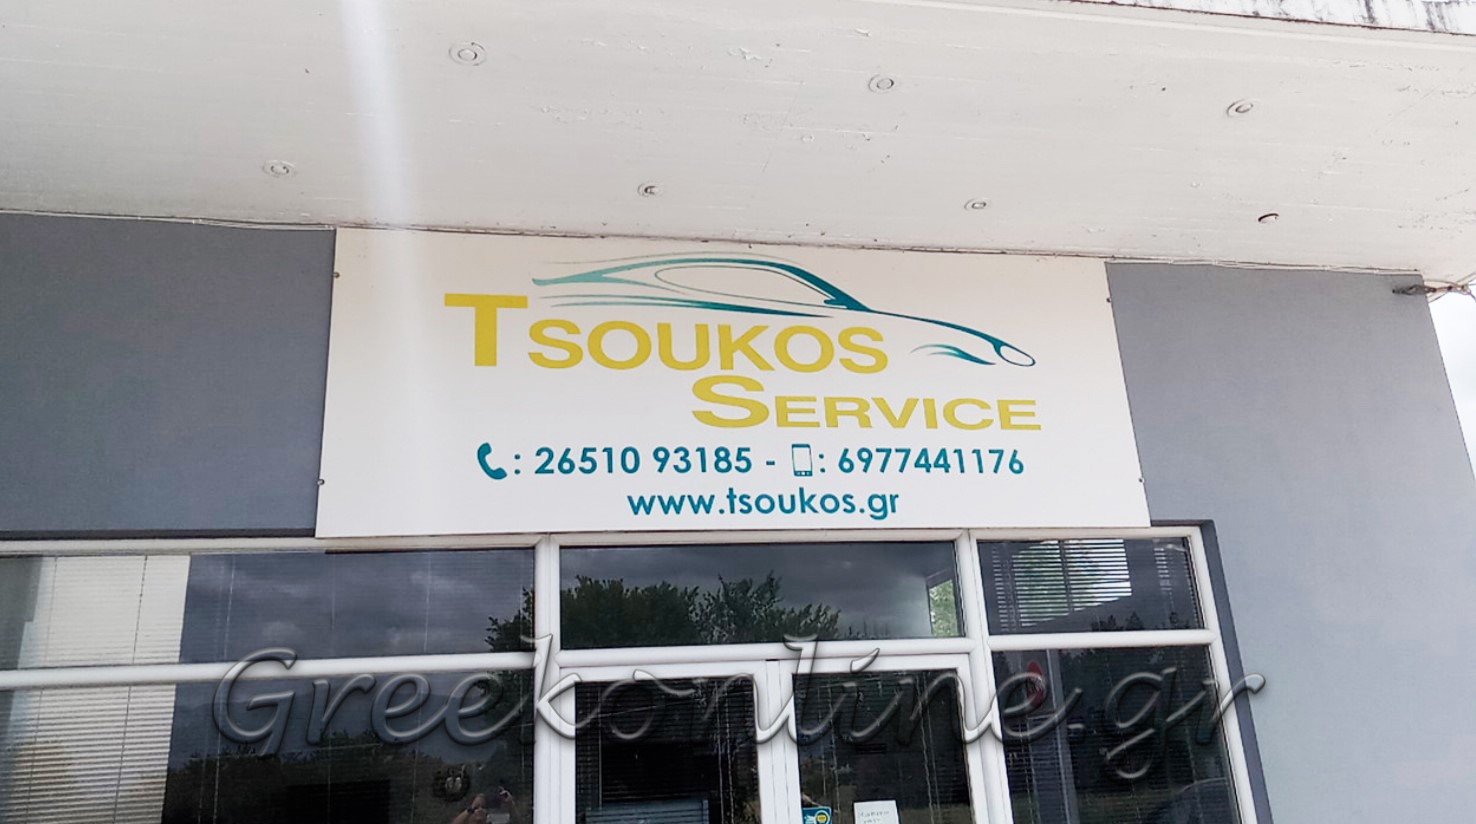 TSOUKOS
SERVICE
: 26510 93185 - : 6977441176
www.tsoukos.gr
Greekonline.gr